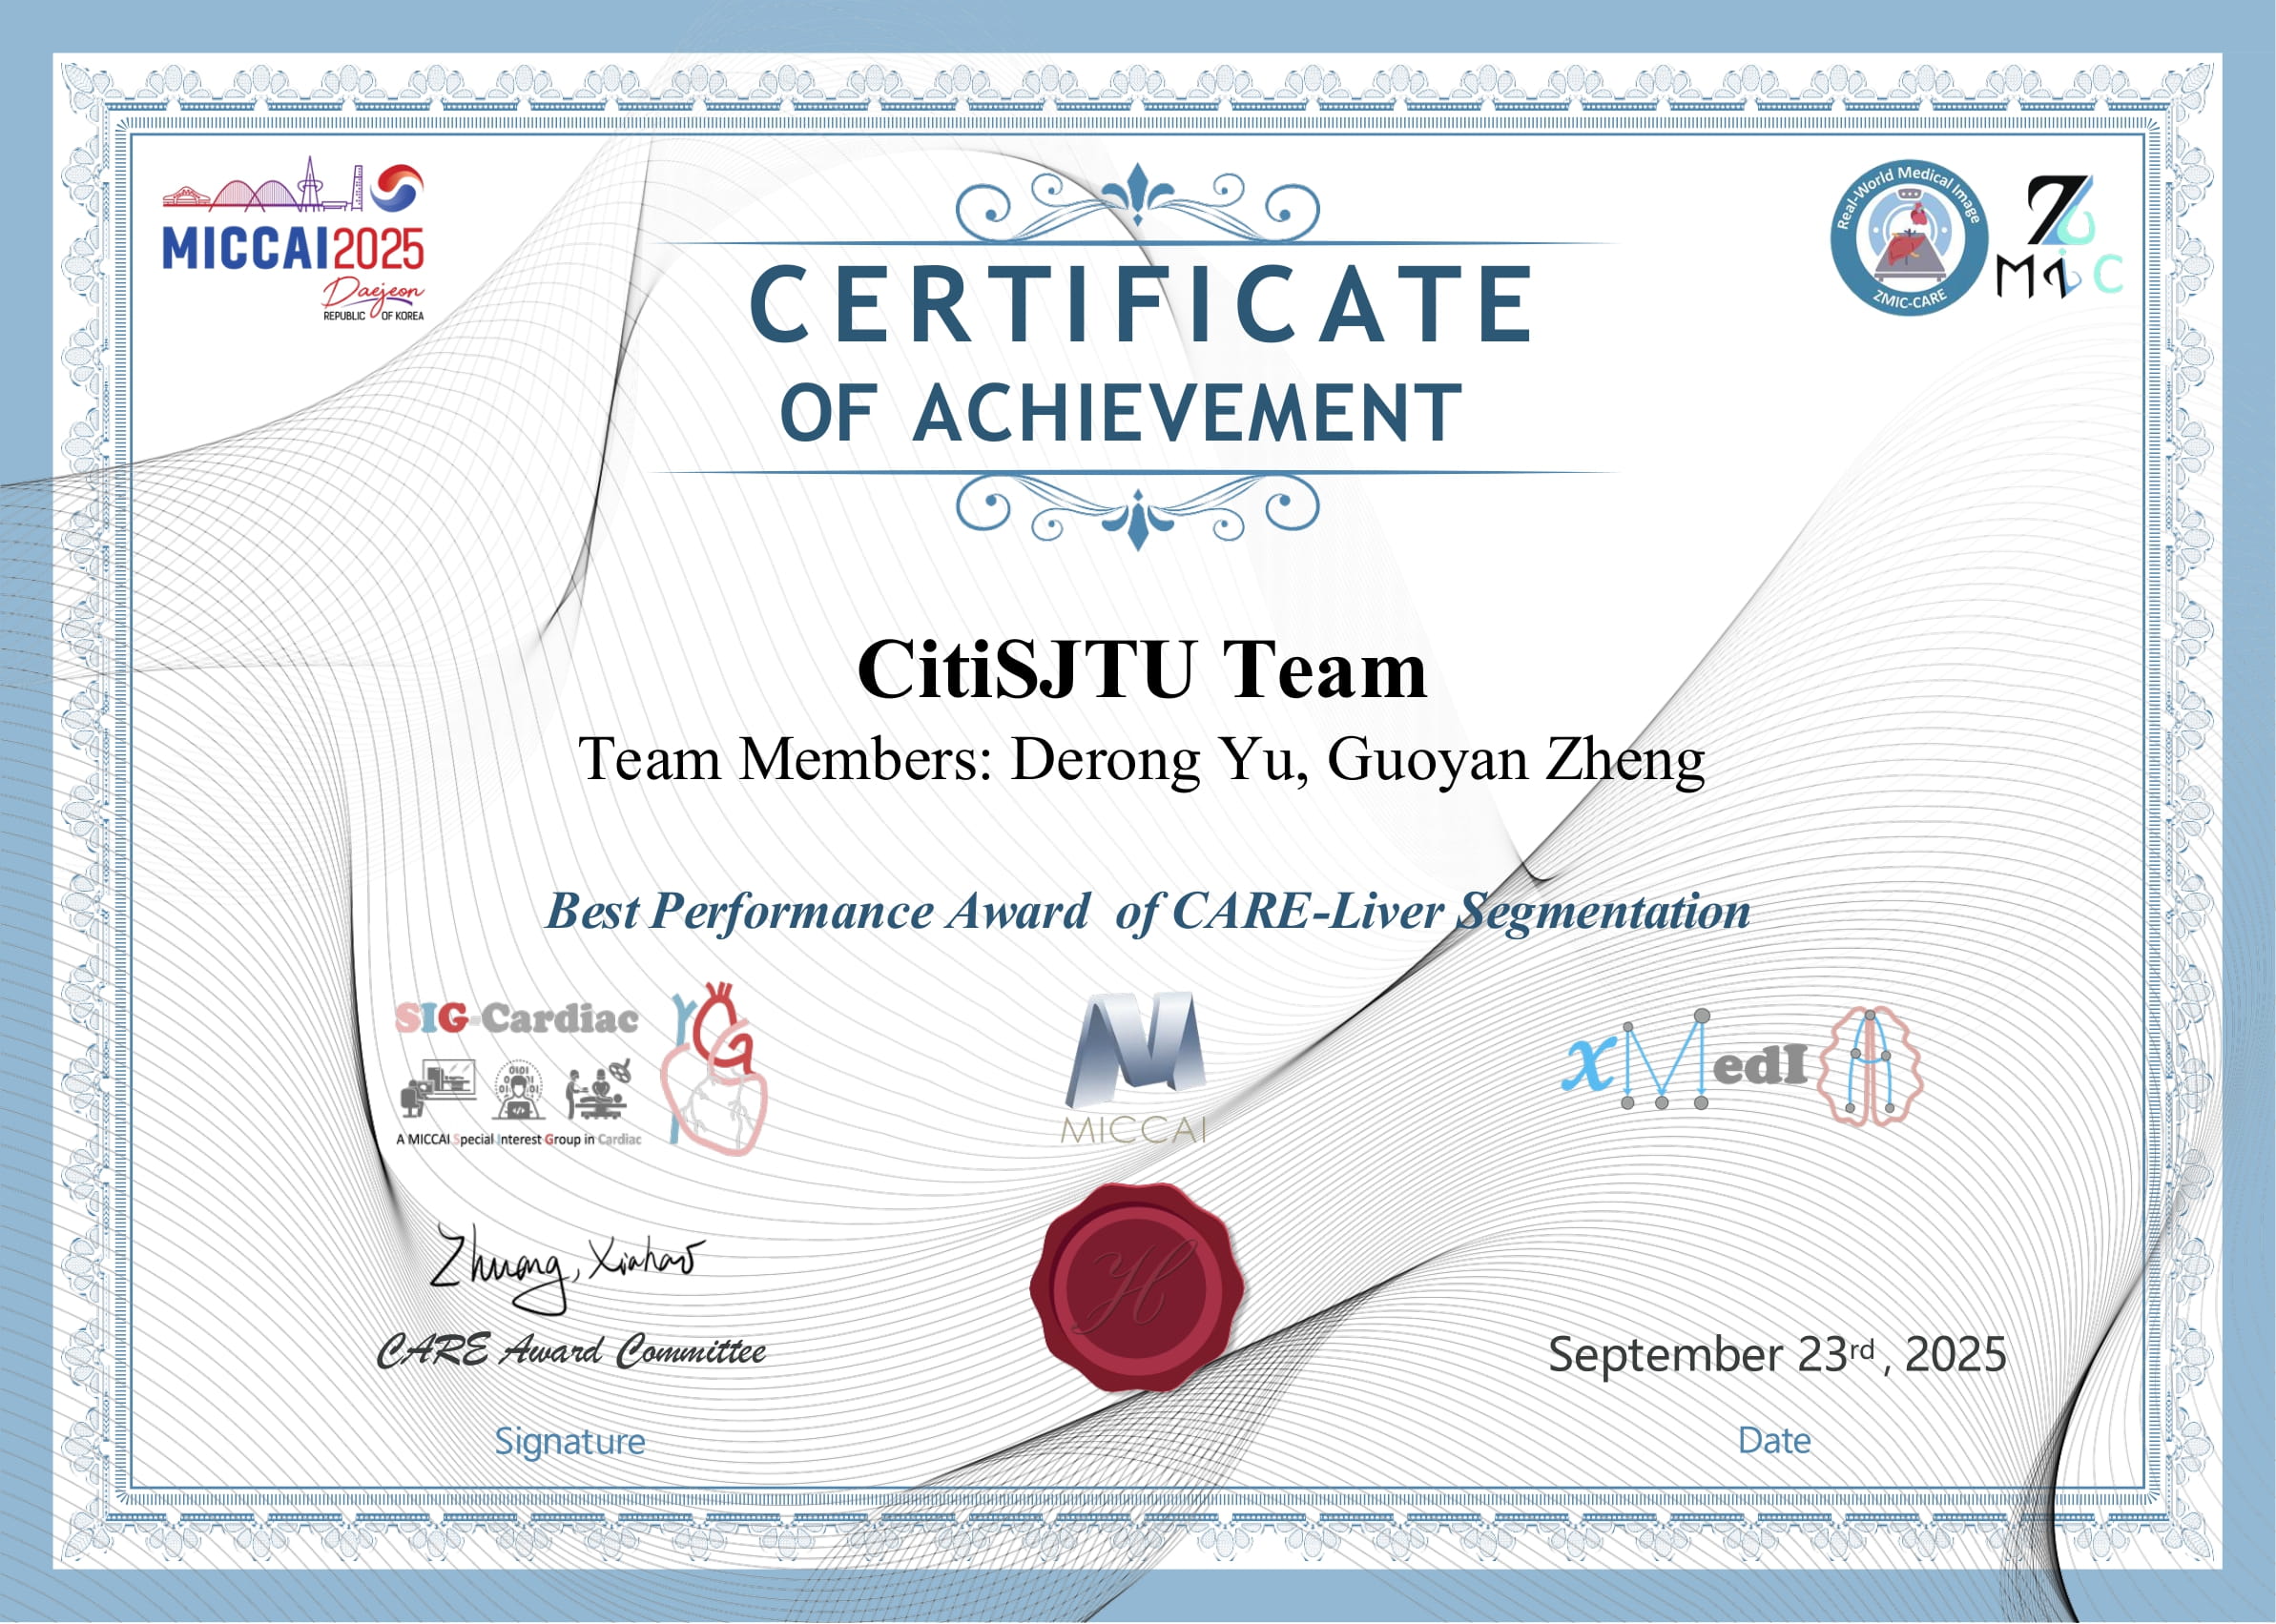 MICCAI2025
Daejeon
REPUBLIC OF KOREA
Real-World Medical Image
ZMIC-CARE
ZMIC
CERTIFICATE
OF ACHIEVEMENT
CitiSJTU Team
Team Members: Derong Yu, Guoyan Zheng
Best Performance Award of CARE-Liver Segmentation
SIG-Cardiac
A MICCAI Special Interest Group in Cardiac
MICCAI
xMedIA
Zhuang, Xiahai
CARE Award Committee
September 23rd, 2025
Signature
Date